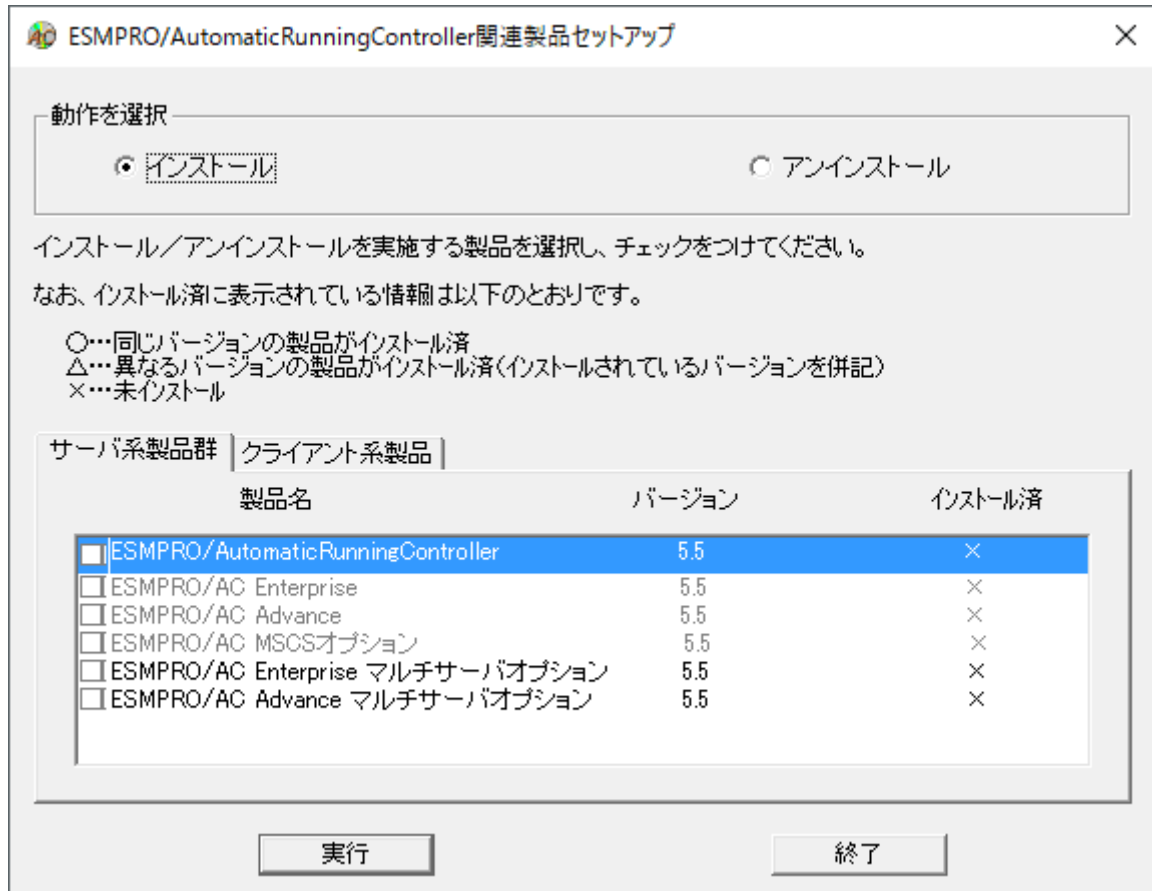 ESMPRO/AutomaticRunningController関連製品セットアップ
動作を選択
インストール アンインストール
インストール／アンインストールを実施する製品を選択し、チェックをつけてください。
なお、インストール済に表示されている情報は以下のとおりです。
○…同じバージョンの製品がインストール済
△…異なるバージョンの製品がインストール済(インストールされているバージョンを併記)
×…未インストール
サーバ系製品群 クライアント系製品
製品名 バージョン インストール済
ESMPRO/AutomaticRunningController 5.5 ×
ESMPRO/AC Enterprise 5.5 ×
ESMPRO/AC Advance 5.5 ×
ESMPRO/AC MSCSオプション 5.5 ×
ESMPRO/AC Enterprise マルチサーバオプション 5.5 ×
ESMPRO/AC Advance マルチサーバオプション 5.5 ×
実行 終了